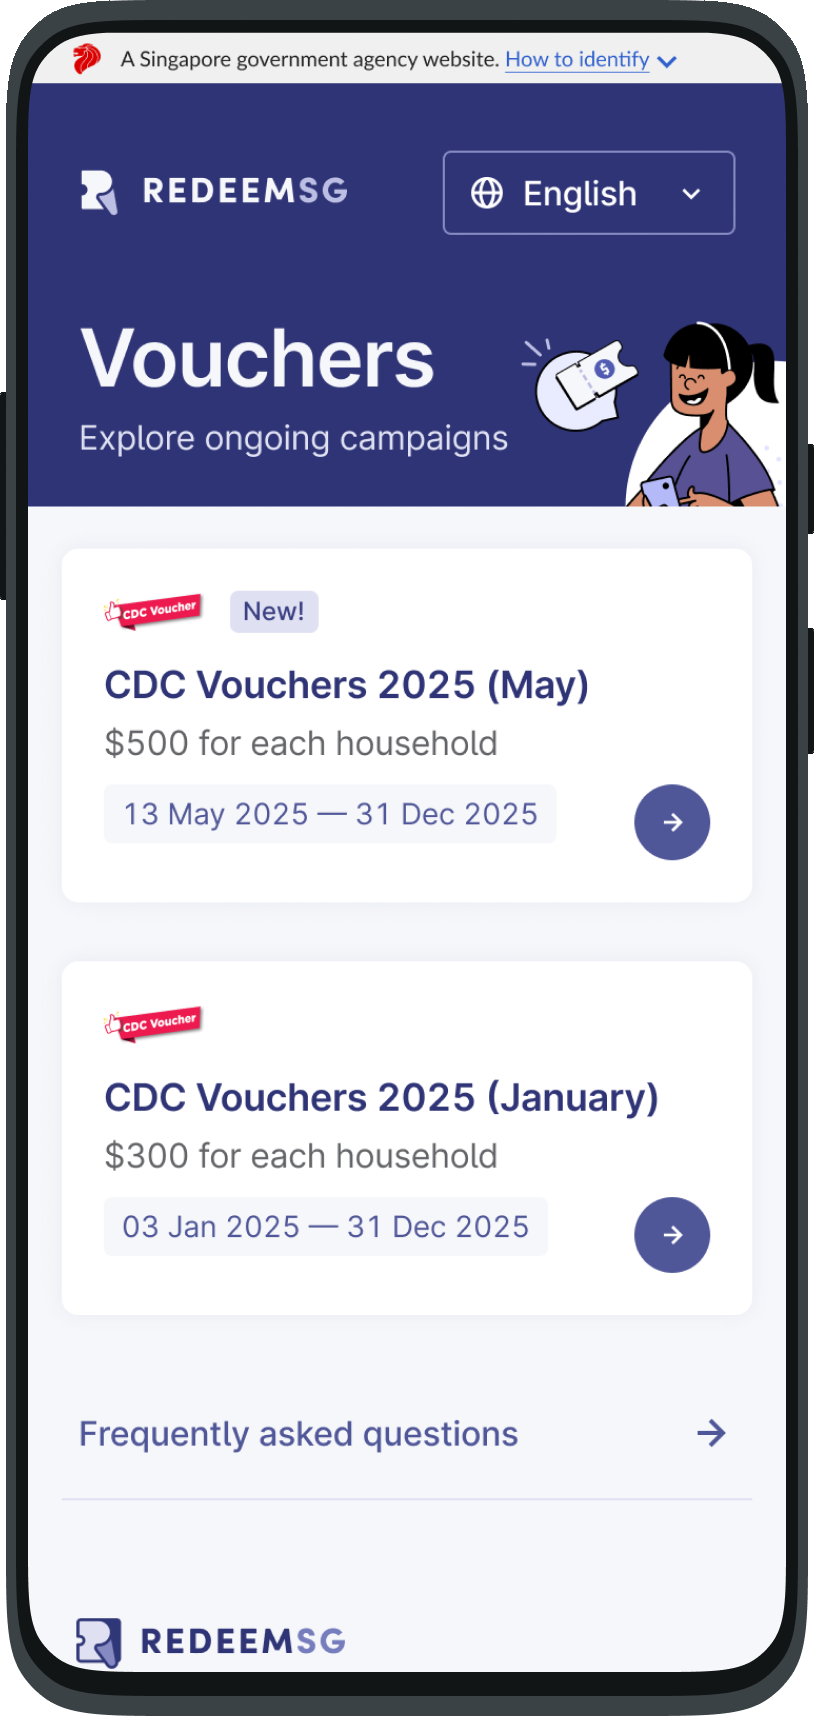 A Singapore government agency website. How to identify
REDEEMSG
English
Vouchers
$
Explore ongoing campaigns
CDC Voucher
New!
CDC Vouchers 2025 (May)
$500 for each household
13 May 2025 — 31 Dec 2025
CDC Voucher
CDC Vouchers 2025 (January)
$300 for each household
03 Jan 2025 — 31 Dec 2025
Frequently asked questions
REDEEMSG